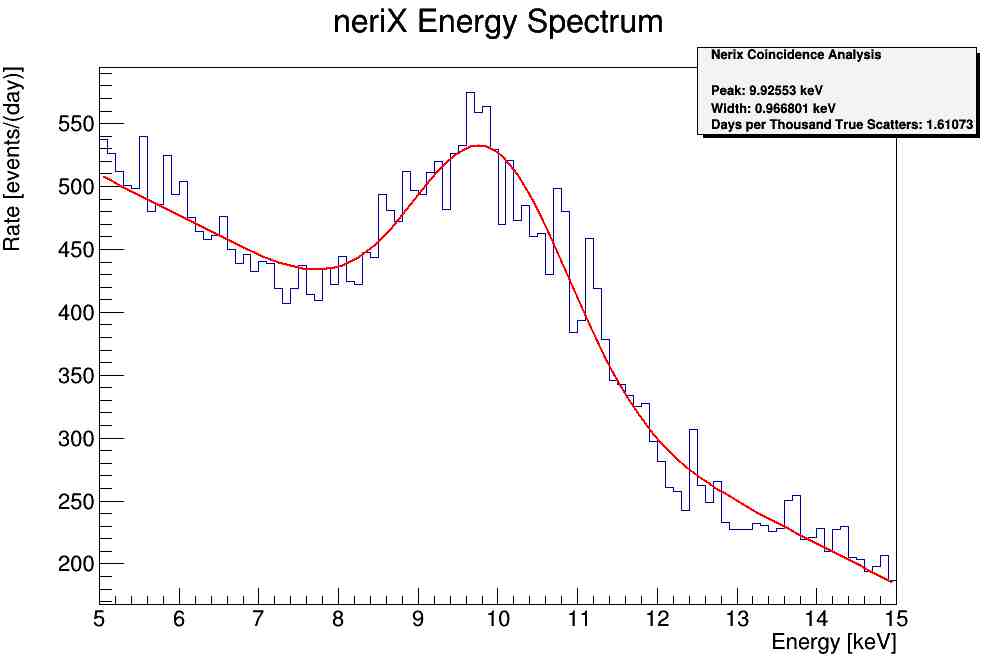 neriX Energy Spectrum
Nerix Coincidence Analysis
Peak: 9.92553 keV
Width: 0.966801 keV
Days per Thousand True Scatters: 1.61073
Rate [events/(day)]
550
500
450
400
350
300
250
200
5 6 7 8 9 10 11 12 13 14 15
Energy [keV]